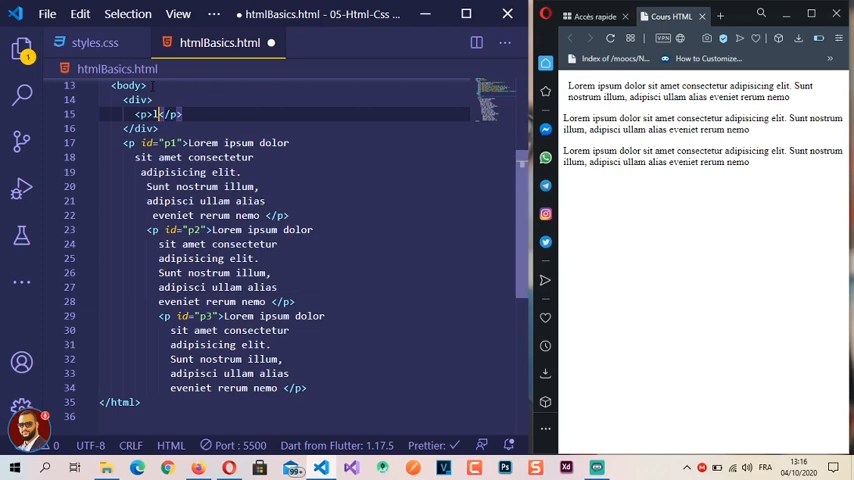 File Edit Selection View ··· ● htmlBasics.html - 05-Html-Css ...
styles.css htmlBasics.html ●
htmlBasics.html
13 <body>
14 <div>
15 <p>l</p>
16 </div>
17 <p id="p1">Lorem ipsum dolor
18 sit amet consectetur
19 adipisicing elit.
20 Sunt nostrum illum,
21 adipisci ullam alias
22 eveniet rerum nemo </p>
23 <p id="p2">Lorem ipsum dolor
24 sit amet consectetur
25 adipisicing elit.
26 Sunt nostrum illum,
27 adipisci ullam alias
28 eveniet rerum nemo </p>
29 <p id="p3">Lorem ipsum dolor
30 sit amet consectetur
31 adipisicing elit.
32 Sunt nostrum illum,
33 adipisci ullam alias
34 eveniet rerum nemo </p>
35 </html>
36
1
0 UTF-8 CRLF HTML Port : 5500 Dart from Flutter: 1.17.5 Prettier: ✓
Accès rapide Cours HTML
VPN
Index of /moocs/N... How to Customize... »
Lorem ipsum dolor sit amet consectetur adipisicing elit. Sunt
nostrum illum, adipisci ullam alias eveniet rerum nemo
Lorem ipsum dolor sit amet consectetur adipisicing elit. Sunt nostrum
illum, adipisci ullam alias eveniet rerum nemo
Lorem ipsum dolor sit amet consectetur adipisicing elit. Sunt nostrum
illum, adipisci ullam alias eveniet rerum nemo
99+ Ps Xd FRA 13:16
04/10/2020